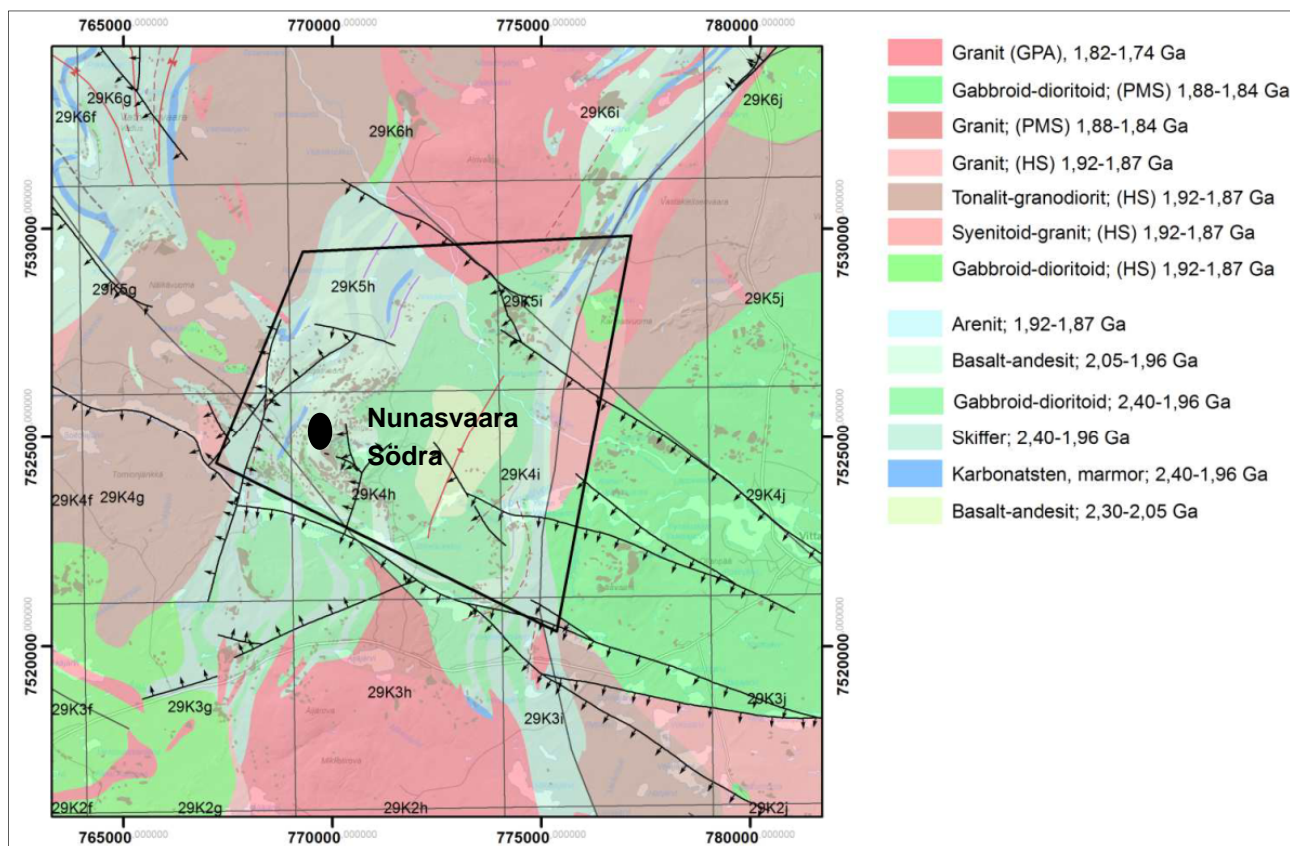 765000,000000 770000,000000 775000,000000 780000,000000
29K6g
29K6f
29K6h
29K6i
29K6j
7530000,000000
7530000,000000
29K5g
29K5h
29K5i
29K5j
Nunasvaara
Södra
7525000,000000
7525000,000000
29K4f
29K4g
29K4h
29K4i
29K4j
7520000,000000
7520000,000000
29K3f
29K3g
29K3h
29K3i
29K3j
29K2f
29K2g
29K2h
29K2j
765000,000000 770000,000000 775000,000000 780000,000000
Granit (GPA), 1,82-1,74 Ga
Gabbroid-dioritoid; (PMS) 1,88-1,84 Ga
Granit; (PMS) 1,88-1,84 Ga
Granit; (HS) 1,92-1,87 Ga
Tonalit-granodiorit; (HS) 1,92-1,87 Ga
Syenitoid-granit; (HS) 1,92-1,87 Ga
Gabbroid-dioritoid; (HS) 1,92-1,87 Ga
Arenit; 1,92-1,87 Ga
Basalt-andesit; 2,05-1,96 Ga
Gabbroid-dioritoid; 2,40-1,96 Ga
Skiffer; 2,40-1,96 Ga
Karbonatsten, marmor; 2,40-1,96 Ga
Basalt-andesit; 2,30-2,05 Ga